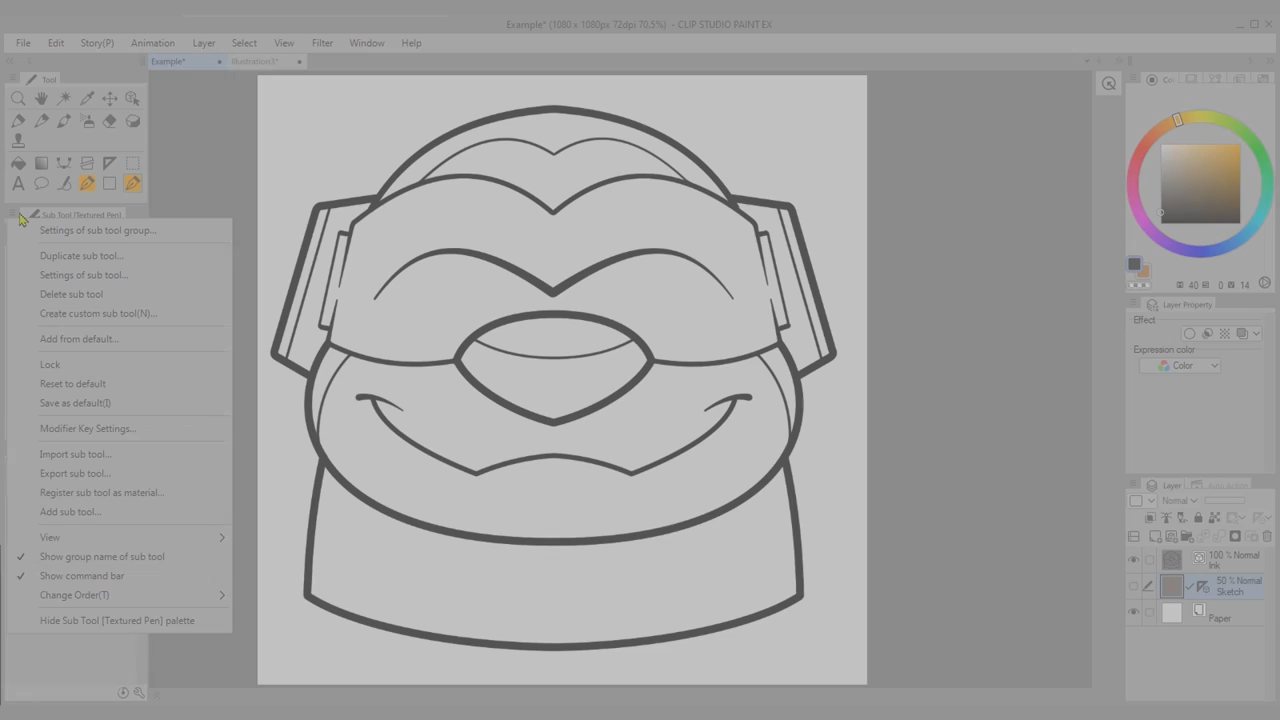 Example* (1080 x 1080px 72dpi 70.5%) - CLIP STUDIO PAINT EX
File Edit Story(P) Animation Layer Select View Filter Window Help
Example* Illustration3*
Tool
Sub Tool [Textured Pen]
Settings of sub tool group...
Duplicate sub tool...
Settings of sub tool...
Delete sub tool
Create custom sub tool(N)...
Add from default...
Lock
Reset to default
Save as default(I)
Modifier Key Settings...
Import sub tool...
Export sub tool...
Register sub tool as material...
Add sub tool...
View
Show group name of sub tool
Show command bar
Change Order(T)
Hide Sub Tool [Textured Pen] palette
Co
40 0 14
Layer Property
Effect
Expression color
Color
Layer
Normal
100 % Normal
Ink
50 % Normal
Sketch
Paper